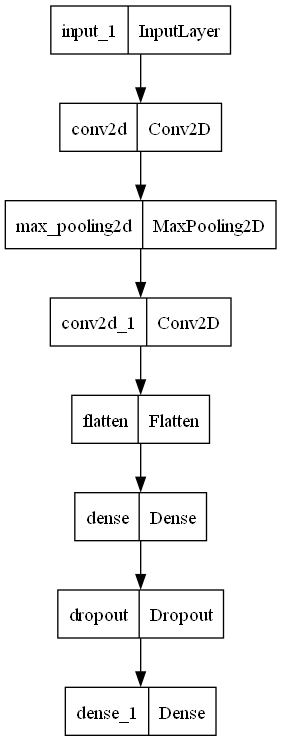 input_1 InputLayer
conv2d Conv2D
max_pooling2d MaxPooling2D
conv2d_1 Conv2D
flatten Flatten
dense Dense
dropout Dropout
dense_1 Dense